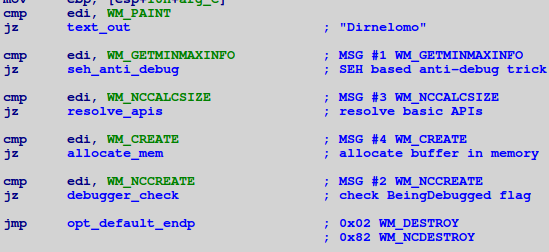 mov ebp, [esp+10h+arg_C]
cmp edi, WM_PAINT
jz text_out ; "Dirnelomo"
cmp edi, WM_GETMINMAXINFO ; MSG #1 WM_GETMINMAXINFO
jz seh_anti_debug ; SEH based anti-debug trick
cmp edi, WM_NCCALCSIZE ; MSG #3 WM_NCCALCSIZE
jz resolve_apis ; resolve basic APIs
cmp edi, WM_CREATE ; MSG #4 WM_CREATE
jz allocate_mem ; allocate buffer in memory
cmp edi, WM_NCCREATE ; MSG #2 WM_NCCREATE
jz debugger_check ; check BeingDebugged flag
jmp opt_default_endp ; 0x02 WM_DESTROY
; 0x82 WM_NCDESTROY